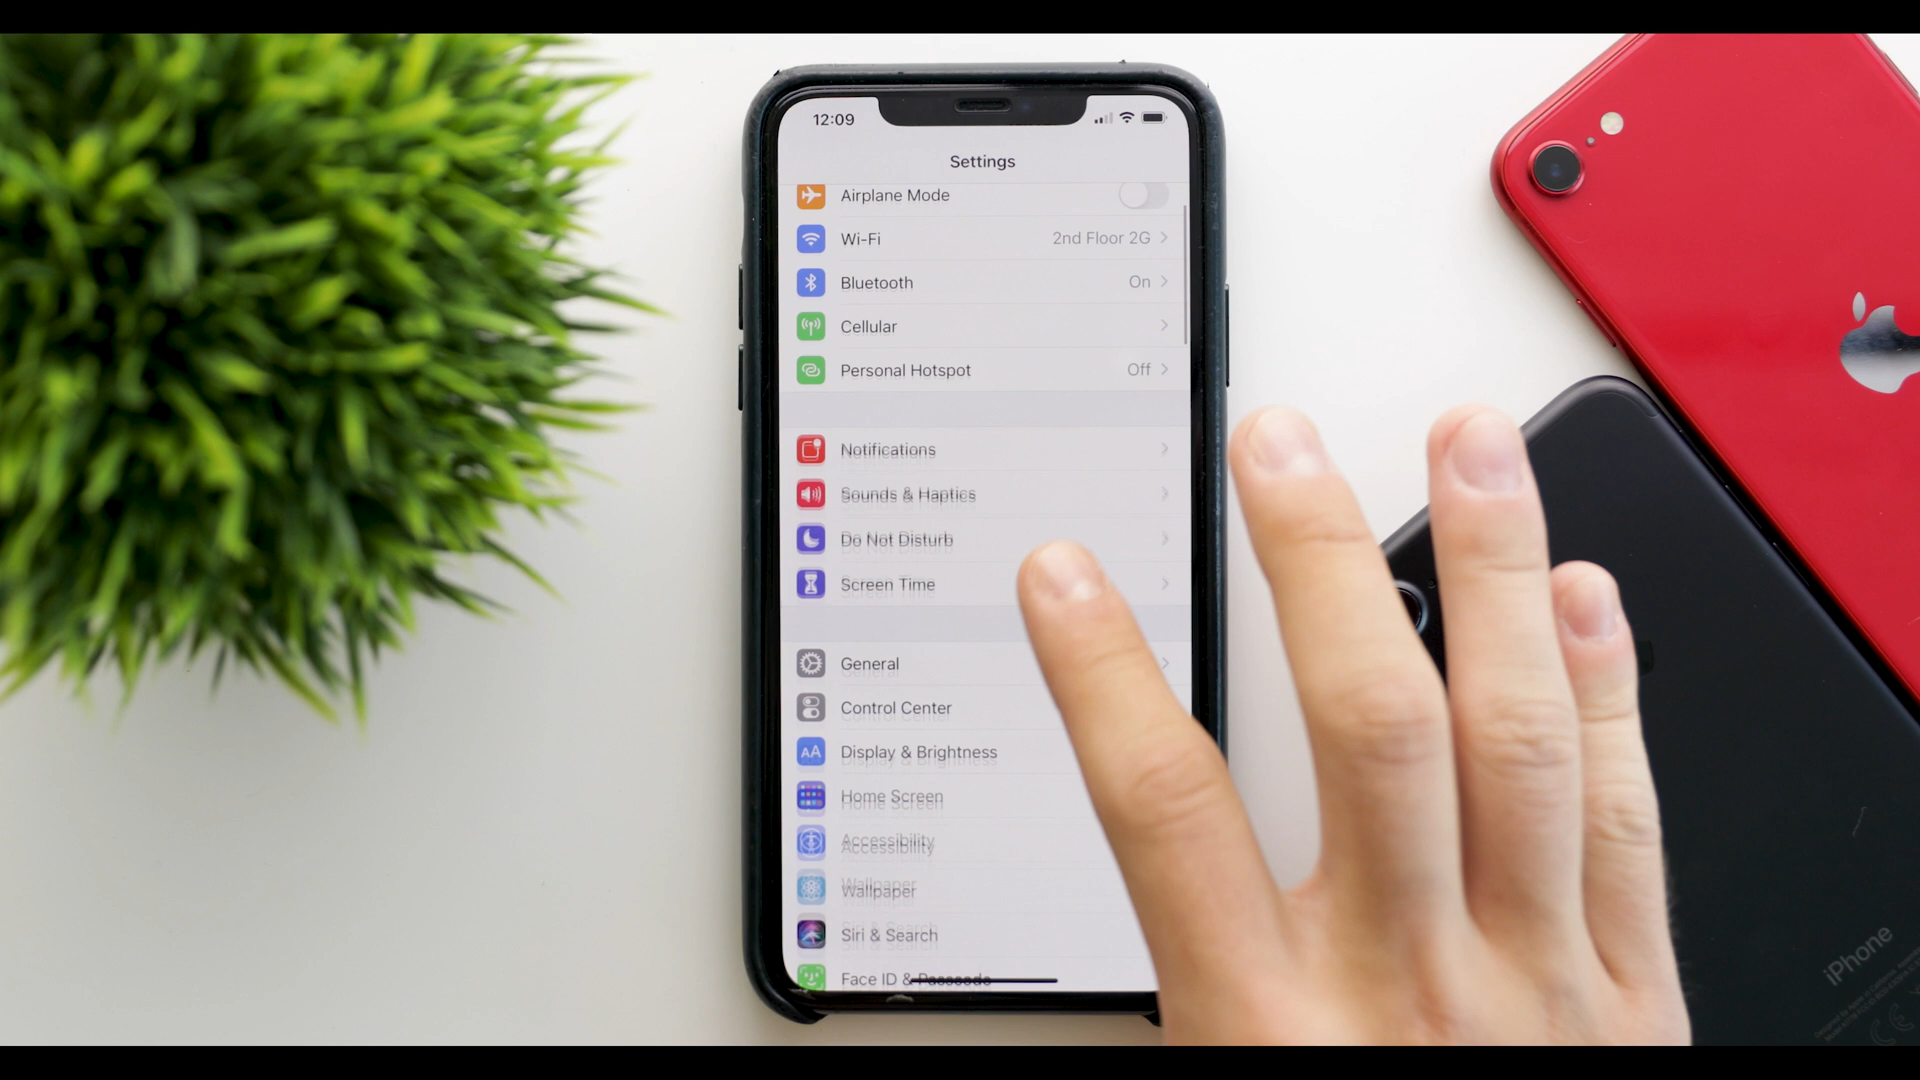 12:09
Settings
Airplane Mode
Wi-Fi 2nd Floor 2G
Bluetooth On
Cellular
Personal Hotspot Off
Notifications
Sounds & Haptics
Do Not Disturb
Screen Time
General
Control Center
Display & Brightness
AA
Home Screen
Accessibility
Wallpaper
Siri & Search
Face ID & Passcode
iPhone